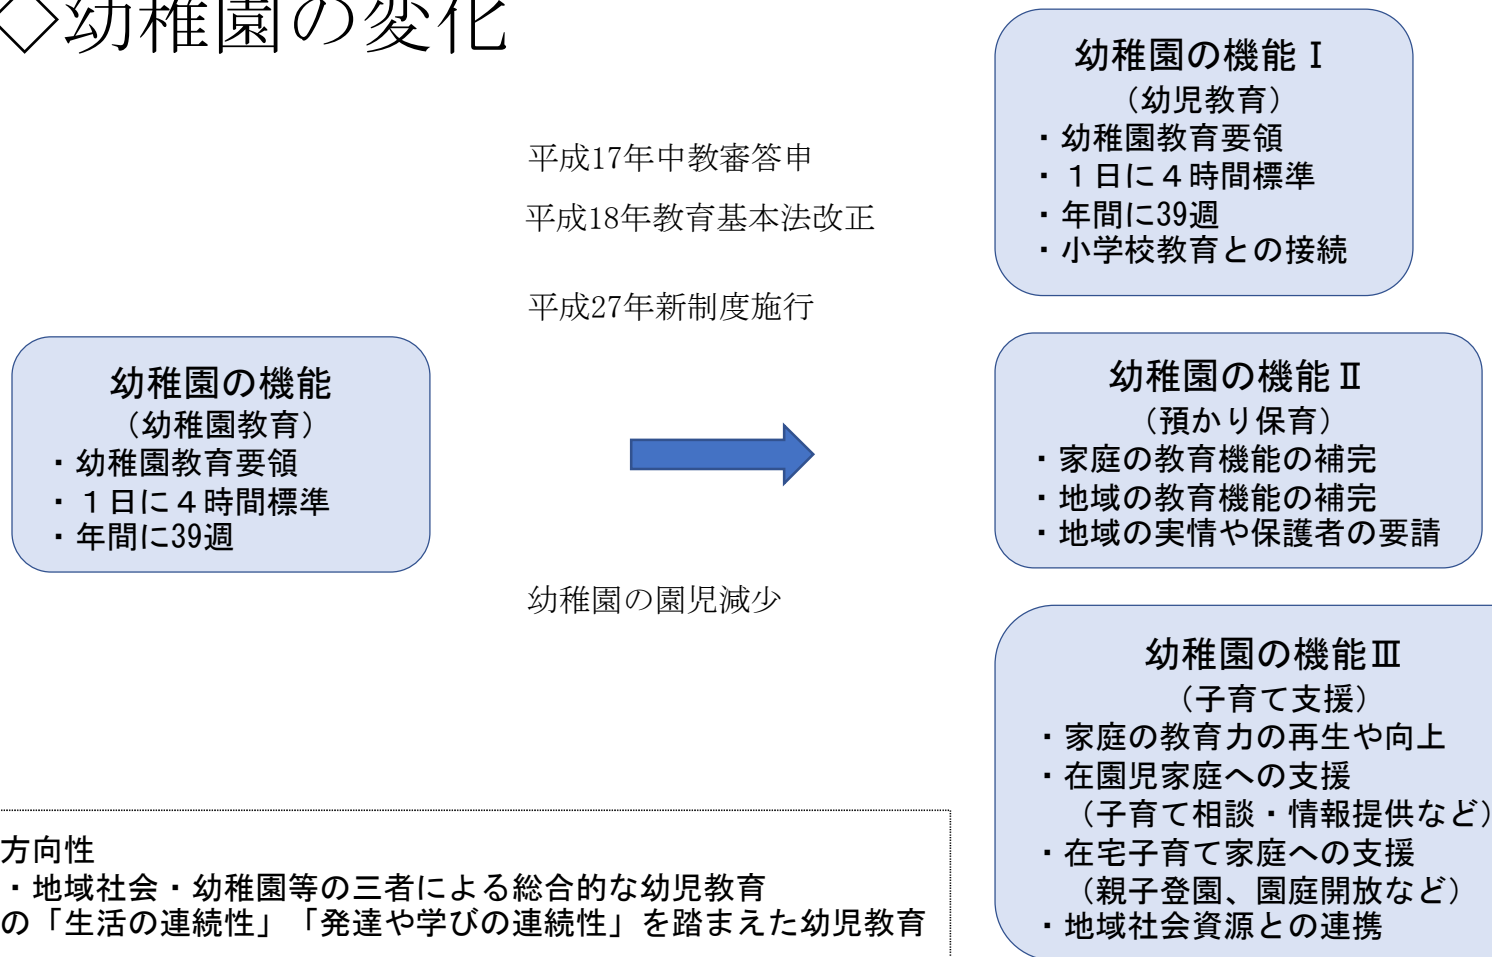 ◇幼稚園の変化
平成17年中教審答申
平成18年教育基本法改正
平成27年新制度施行
幼稚園の機能
（幼稚園教育）
・幼稚園教育要領
・１日に４時間標準
・年間に39週
幼稚園の園児減少
幼稚園の機能Ⅰ
（幼児教育）
・幼稚園教育要領
・１日に４時間標準
・年間に39週
・小学校教育との接続
幼稚園の機能Ⅱ
（預かり保育）
・家庭の教育機能の補完
・地域の教育機能の補完
・地域の実情や保護者の要請
幼稚園の機能Ⅲ
（子育て支援）
・家庭の教育力の再生や向上
・在園児家庭への支援
（子育て相談・情報提供など）
・在宅子育て家庭への支援
（親子登園、園庭開放など）
・地域社会資源との連携
方向性
・地域社会・幼稚園等の三者による総合的な幼児教育
の「生活の連続性」「発達や学びの連続性」を踏まえた幼児教育